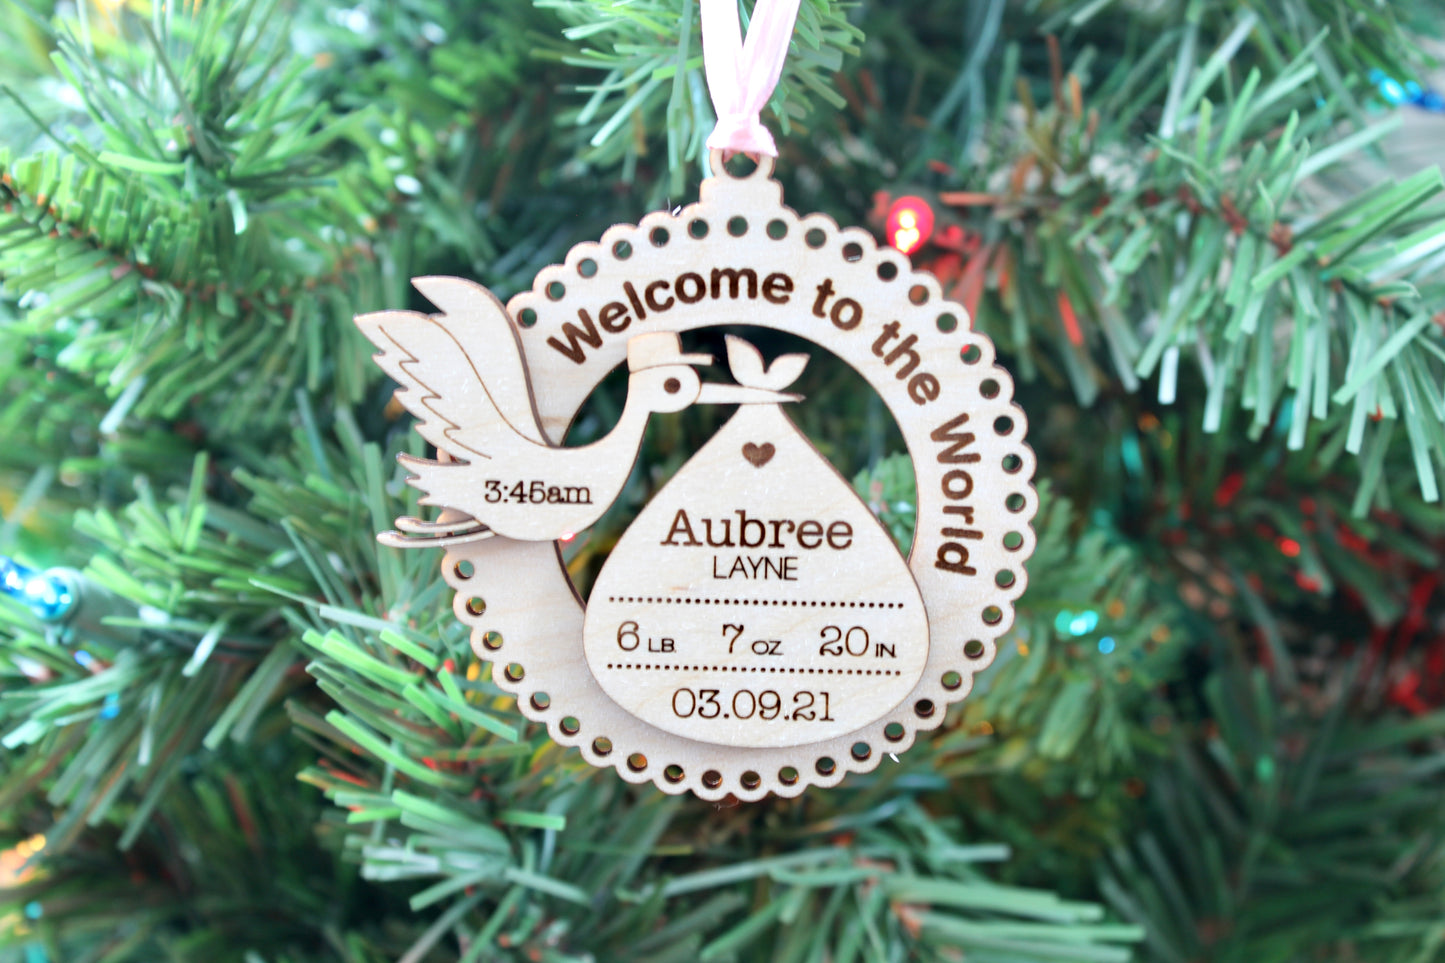 Welcome to the World
3:45am
Aubree
LAYNE
6 LB. 7 OZ 20 IN.
03.09.21